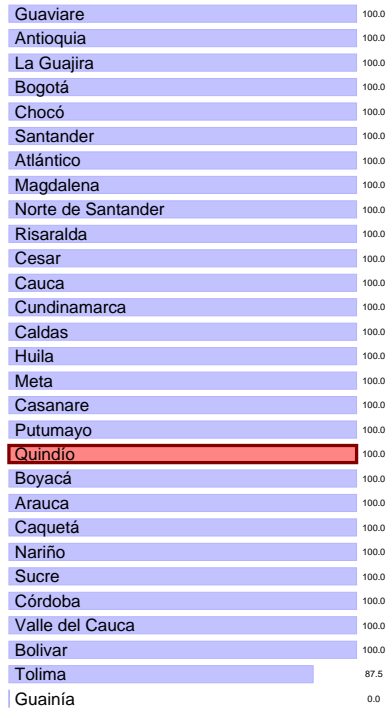 Guaviare 100.0
Antioquia 100.0
La Guajira 100.0
Bogotá 100.0
Chocó 100.0
Santander 100.0
Atlántico 100.0
Magdalena 100.0
Norte de Santander 100.0
Risaralda 100.0
Cesar 100.0
Cauca 100.0
Cundinamarca 100.0
Caldas 100.0
Huila 100.0
Meta 100.0
Casanare 100.0
Putumayo 100.0
Quindío 100.0
Boyacá 100.0
Arauca 100.0
Caquetá 100.0
Nariño 100.0
Sucre 100.0
Córdoba 100.0
Valle del Cauca 100.0
Bolivar 100.0
Tolima 87.5
Guainía 0.0